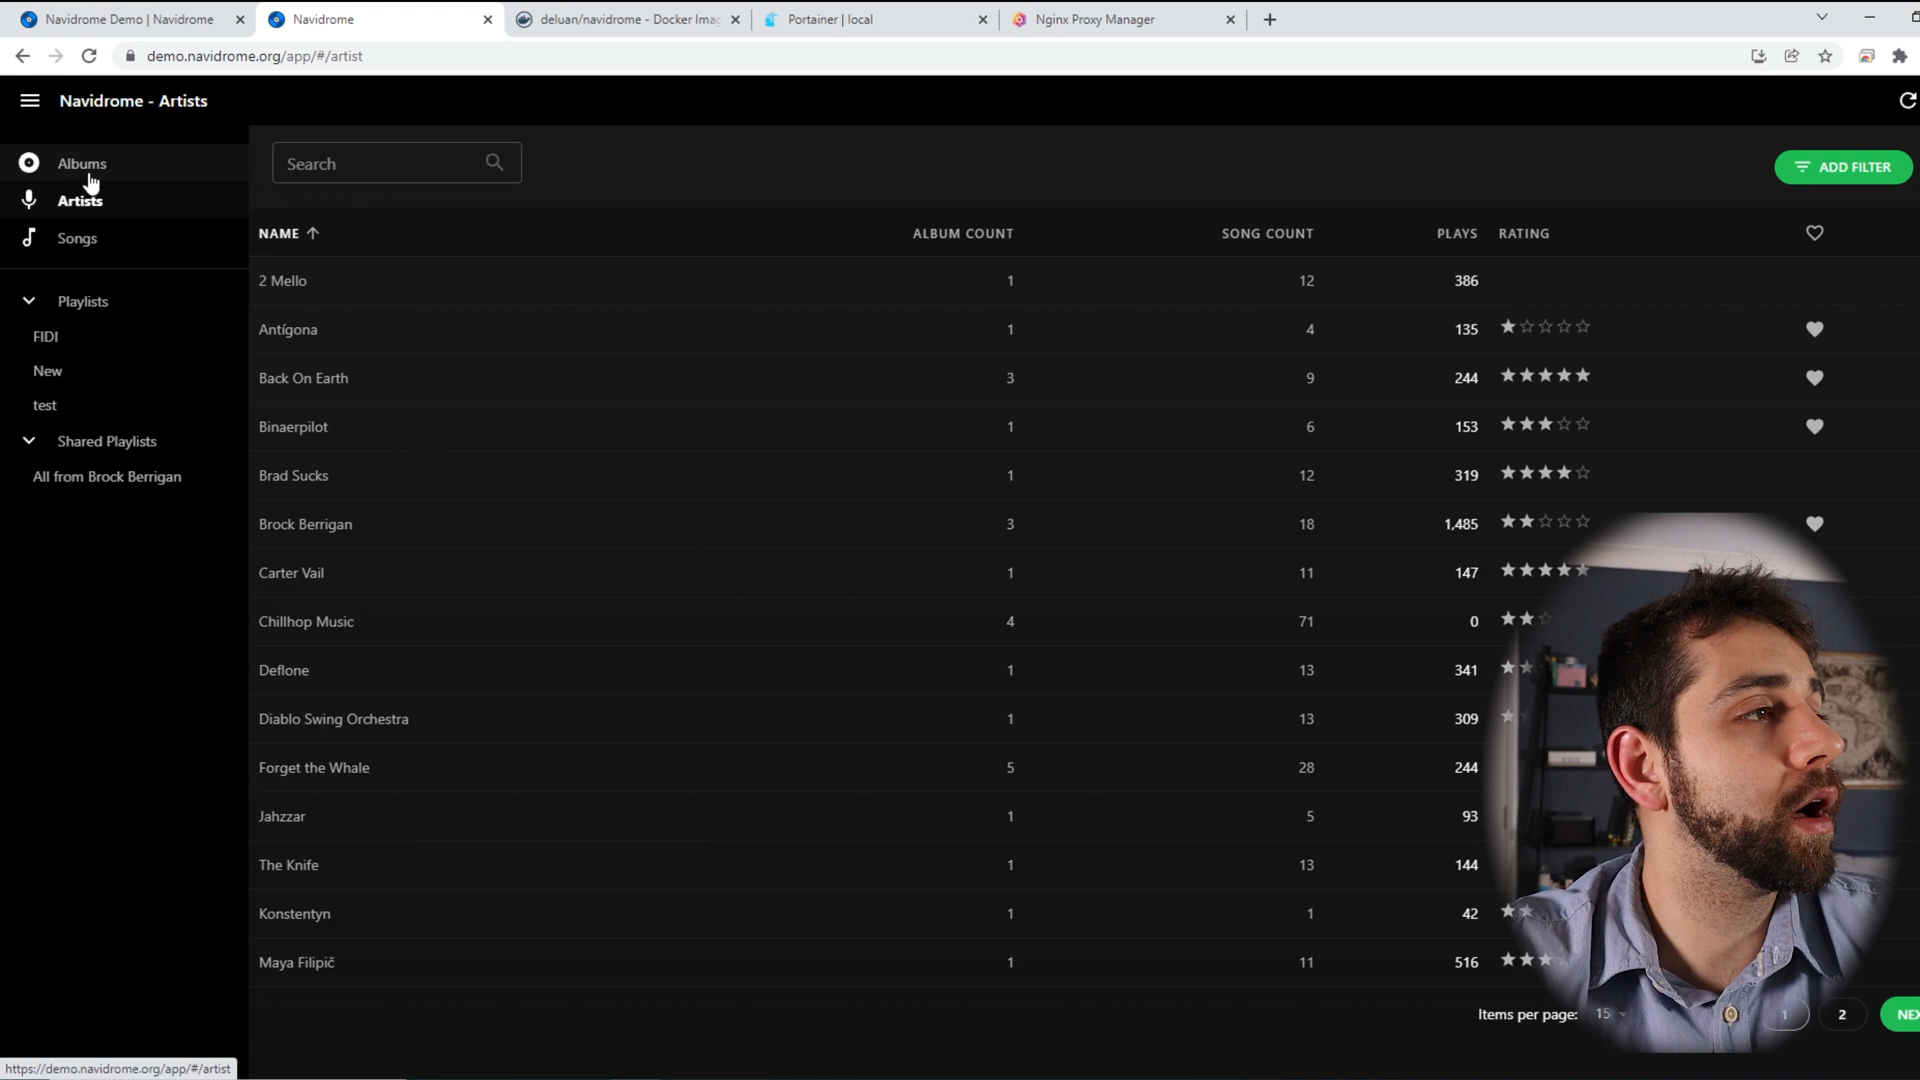 Navidrome Demo | Navidrome
Navidrome
deluan/navidrome - Docker Imag
Portainer | local
Nginx Proxy Manager
demo.navidrome.org/app/#/artist
Navidrome - Artists
Albums
Artists
Songs
Playlists
FIDI
New
test
Shared Playlists
All from Brock Berrigan
Search
ADD FILTER
NAME ALBUM COUNT SONG COUNT PLAYS RATING
2 Mello 1 12 386
Antígona 1 4 135
Back On Earth 3 9 244
Binaerpilot 1 6 153
Brad Sucks 1 12 319
Brock Berrigan 3 18 1,485
Carter Vail 1 11 147
Chillhop Music 4 71 0
Deflone 1 13 341
Diablo Swing Orchestra 1 13 309
Forget the Whale 5 28 244
Jahzzar 1 5 93
The Knife 1 13 144
Konstentyn 1 1 42
Maya Filipič 1 11 516
Items per page: 15 1 2 NEX
https://demo.navidrome.org/app/#/artist